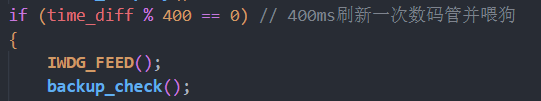 if (time_diff % 400 == 0) // 400ms刷新一次数码管并喂狗
{
    IWDG_FEED();
    backup_check();